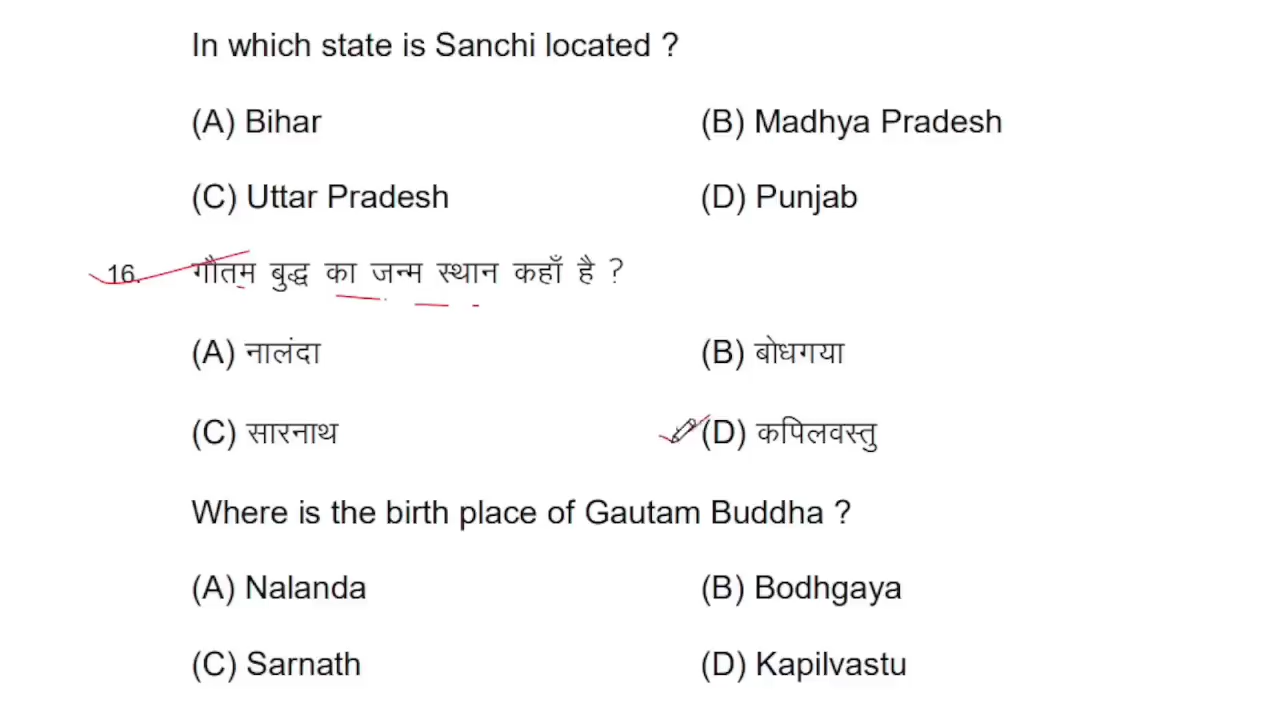 In which state is Sanchi located ?
(A) Bihar (B) Madhya Pradesh
(C) Uttar Pradesh (D) Punjab
16. गौतम बुद्ध का जन्म स्थान कहाँ है ?
(A) नालंदा (B) बोधगया
(C) सारनाथ (D) कपिलवस्तु
Where is the birth place of Gautam Buddha ?
(A) Nalanda (B) Bodhgaya
(C) Sarnath (D) Kapilvastu